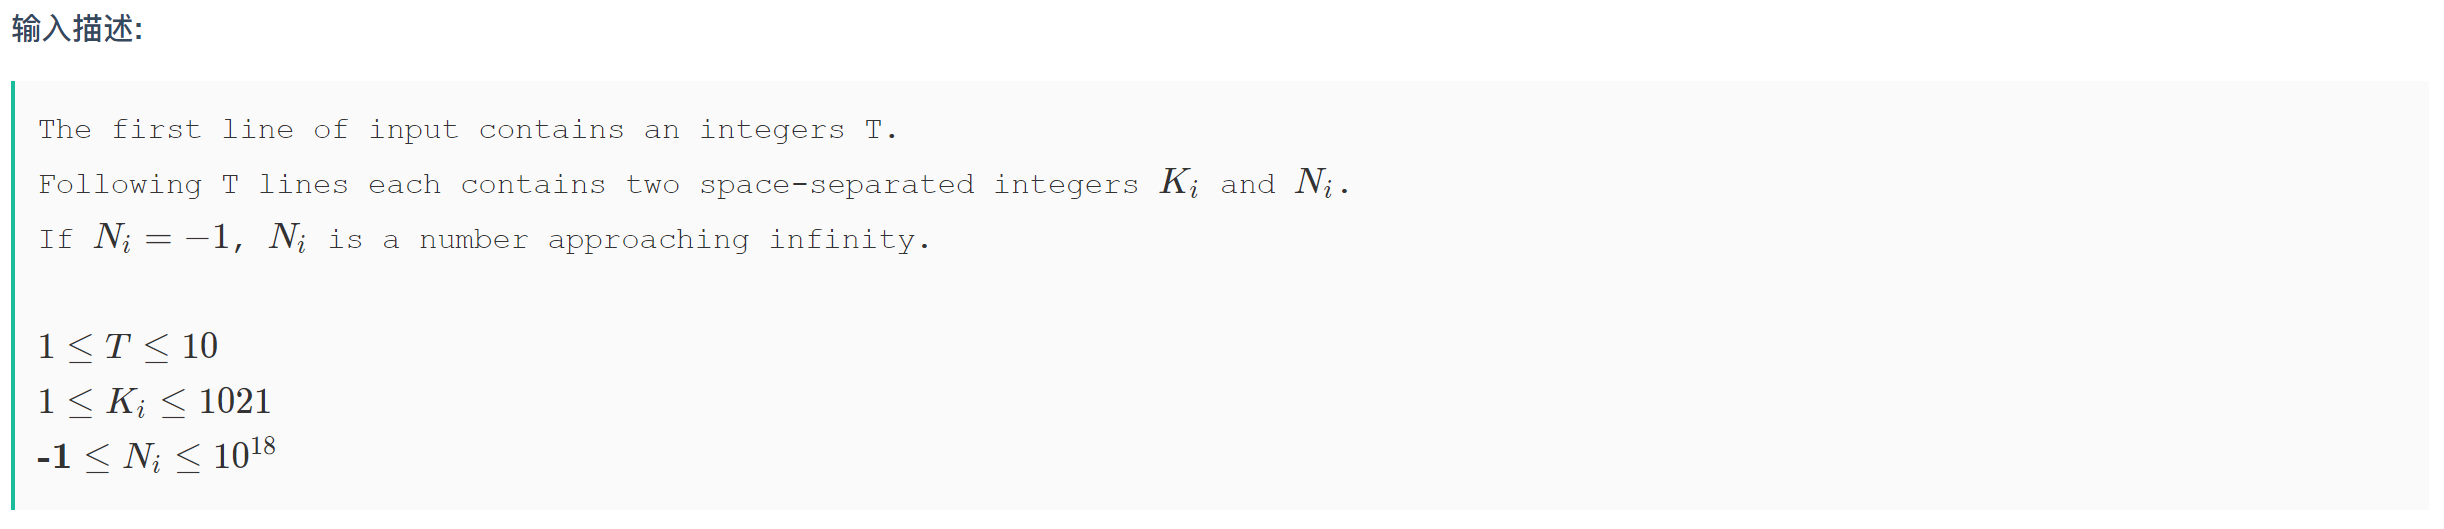 输入描述:
The first line of input contains an integers T.
Following T lines each contains two space-separated integers $K_i$ and $N_i$.
If $N_i = -1$, $N_i$ is a number approaching infinity.
$1 \leq T \leq 10$
$1 \leq K_i \leq 1021$
$\textbf{-1} \leq N_i \leq 10^{18}$